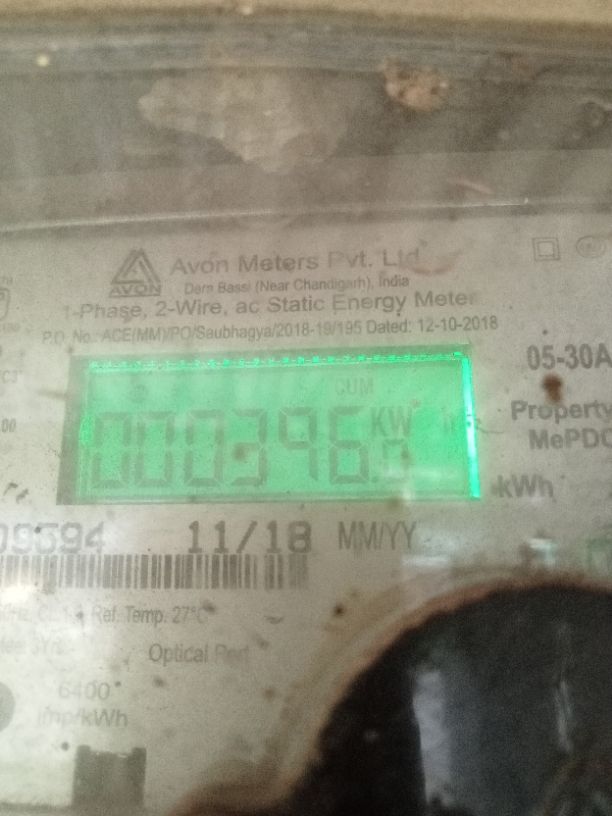 Avon Meters Pvt. Ltd.
AVON
Dera Bassi (Near Chandigarh), India
1-Phase, 2-Wire, ac Static Energy Meter
P.O. No.: ACE(MM)/PO/Saubhagya/2018-19/195 Dated: 12-10-2018
05-30A
CUM
000396.0 KW
Property
MePDC
kWh
09594 11/18 MM/YY
Ref. Temp. 27°C
Optical Port
6400
imp/kWh